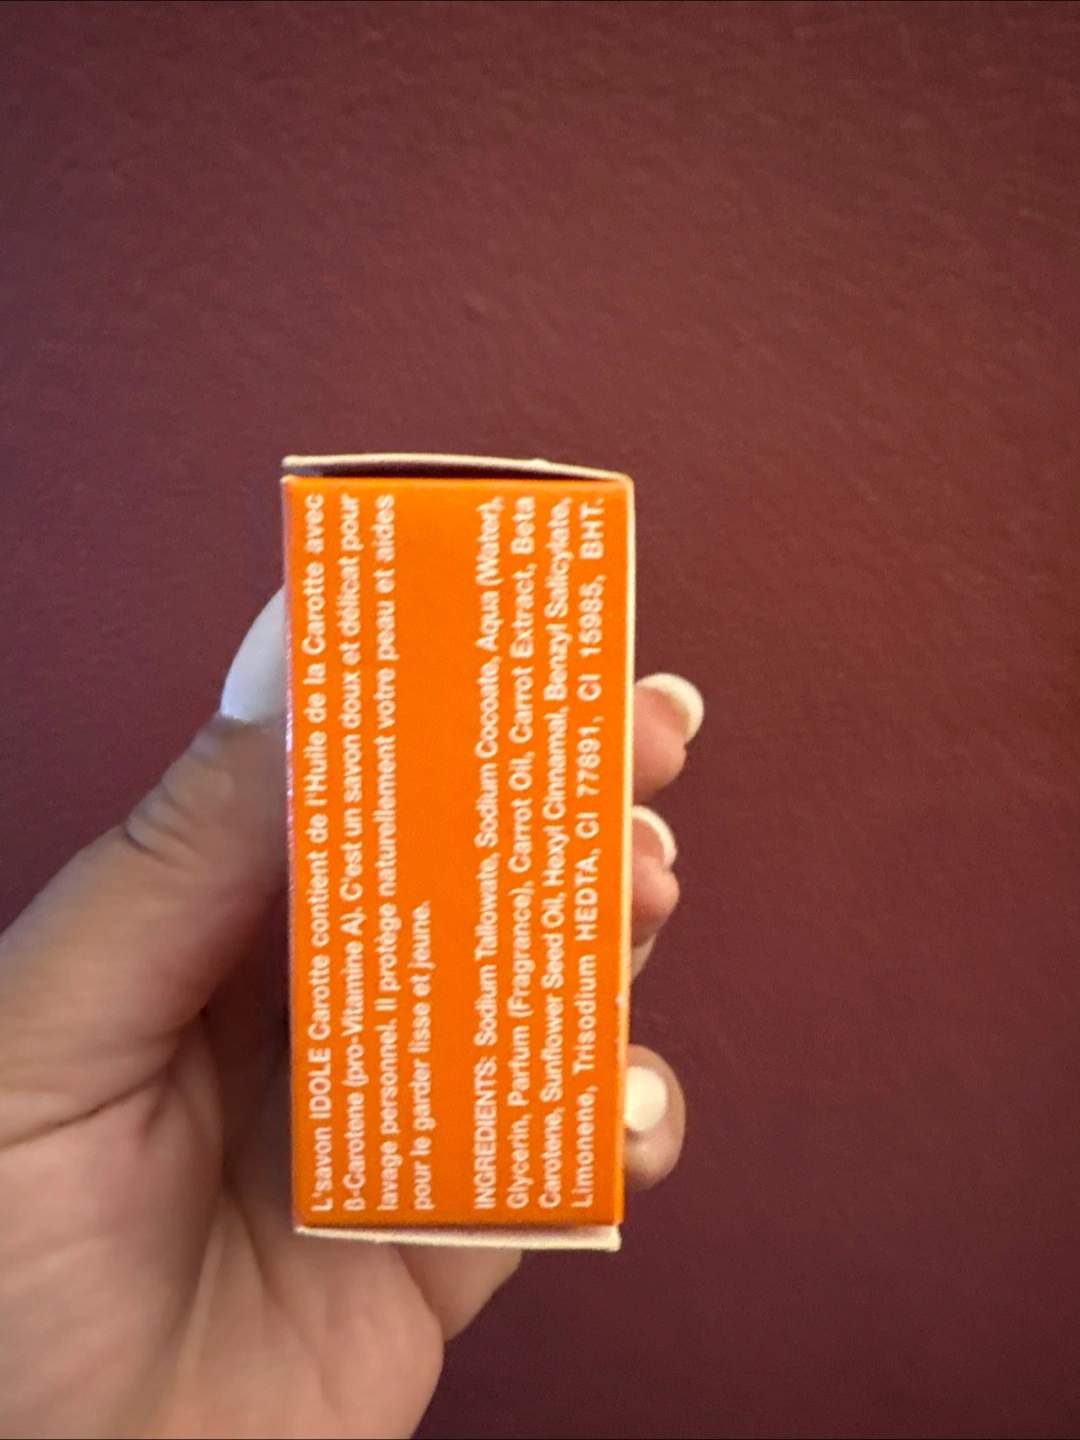 L'savon IDOLE Carotte contient de l'Huile de la Carotte avec
B-Carotene (pro-Vitamine A). C'est un savon doux et délicat pour
lavage personnel. Il protège naturellement votre peau et aides
pour le garder lisse et jeune.
INGREDIENTS: Sodium Tallowate, Sodium Cocoate, Aqua (Water),
Glycerin, Parfum (Fragrance), Carrot Oil, Carrot Extract, Beta
Carotene, Sunflower Seed Oil, Hexyl Cinnamal, Benzyl Salicylate,
Limonene, Trisodium HEDTA, CI 77891, CI 15985, BHT.